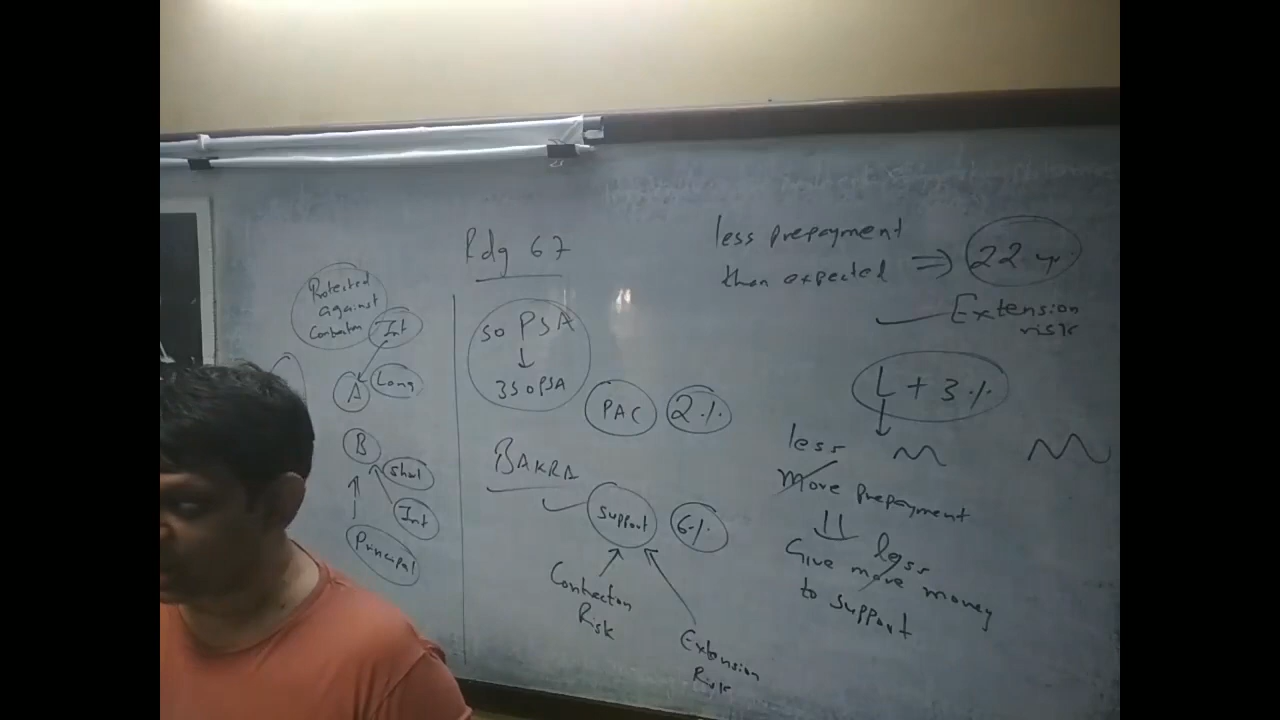 Rdg 67
Protected
against
Contraction
Int
A
Long
B
Short
Int
Principal
50 PSA
350 PSA
PAC
2 %
BAKRA
Support
6 %
Contraction
Risk
Extension
Risk
less prepayment
than expected ⇒ 22 yr.
Extension
risk
L + 3 %
less
More prepayment
less
Give more money
to support